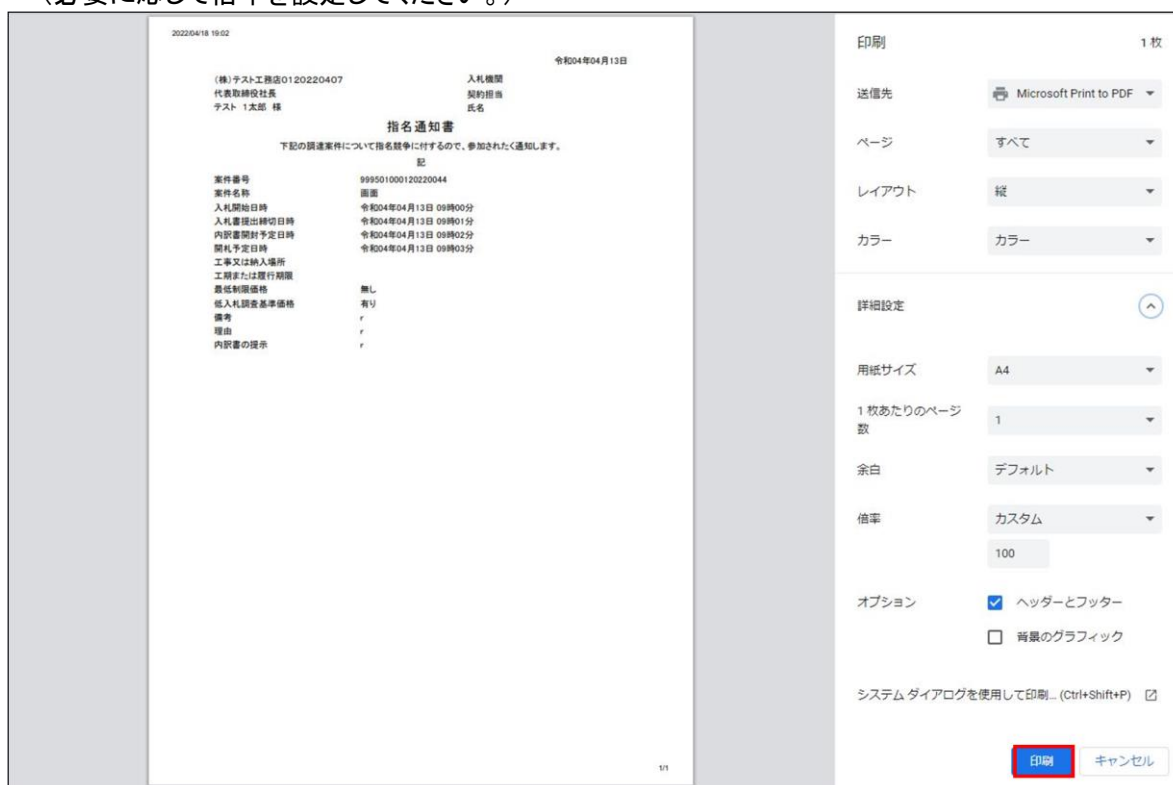 (必要に応じて倍率を設定してください。)
2022/04/18 19:02
令和04年04月13日
(株)テスト工務店0120220407 入札機関
代表取締役社長 契約担当
テスト 1太郎 様 氏名
指名通知書
下記の調達案件について指名競争に付するので、参加されたく通知します。
記
案件番号 999501000120220044
案件名称 画面
入札開始日時 令和04年04月13日 09時00分
入札書提出締切日時 令和04年04月13日 09時01分
内訳書開封予定日時 令和04年04月13日 09時02分
開札予定日時 令和04年04月13日 09時03分
工事又は納入場所
工期または履行期限
最低制限価格 無し
低入札調査基準価格 有り
備考 r
理由 r
内訳書の提示 r
1/1
印刷 1 枚
送信先 Microsoft Print to PDF
ページ すべて
レイアウト 縦
カラー カラー
詳細設定
用紙サイズ A4
1 枚あたりのページ
数 1
余白 デフォルト
倍率 カスタム
100
オプション ヘッダーとフッター
背景のグラフィック
システム ダイアログを使用して印刷... (Ctrl+Shift+P)
印刷 キャンセル